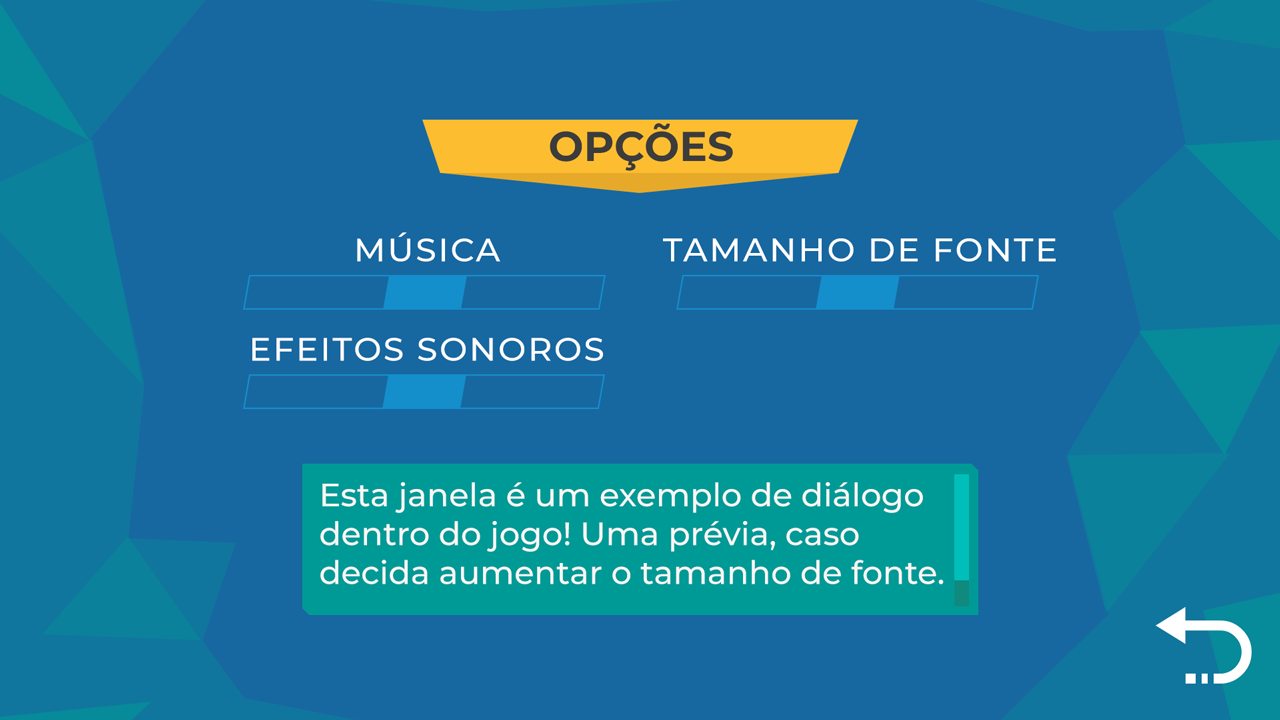 OPÇÕES
MÚSICA
TAMANHO DE FONTE
EFEITOS SONOROS
Esta janela é um exemplo de diálogo
dentro do jogo! Uma prévia, caso
decida aumentar o tamanho de fonte.